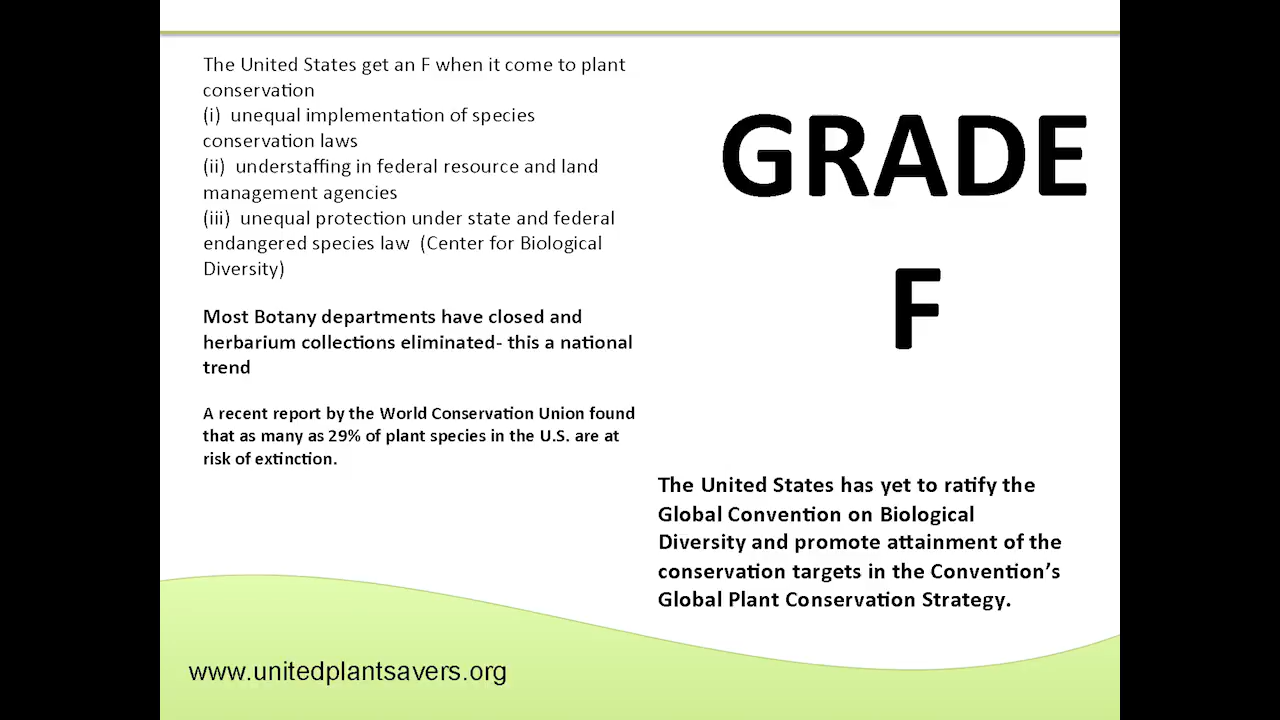 The United States get an F when it come to plant
conservation
(i) unequal implementation of species
conservation laws
(ii) understaffing in federal resource and land
management agencies
(iii) unequal protection under state and federal
endangered species law (Center for Biological
Diversity)
Most Botany departments have closed and
herbarium collections eliminated- this a national
trend
A recent report by the World Conservation Union found
that as many as 29% of plant species in the U.S. are at
risk of extinction.
GRADE
F
The United States has yet to ratify the
Global Convention on Biological
Diversity and promote attainment of the
conservation targets in the Convention’s
Global Plant Conservation Strategy.
www.unitedplantsavers.org